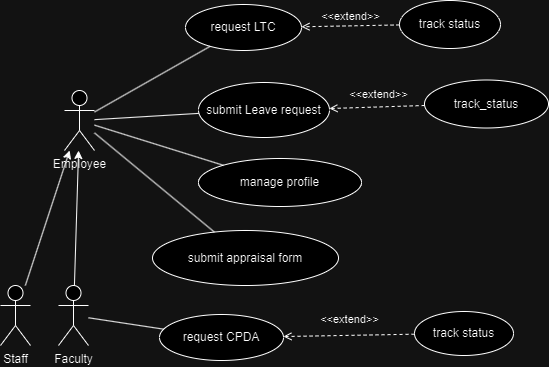 request LTC
<<extend>>
track status
submit Leave request
<<extend>>
track_status
Employee
manage profile
submit appraisal form
request CPDA
<<extend>>
track status
Staff
Faculty